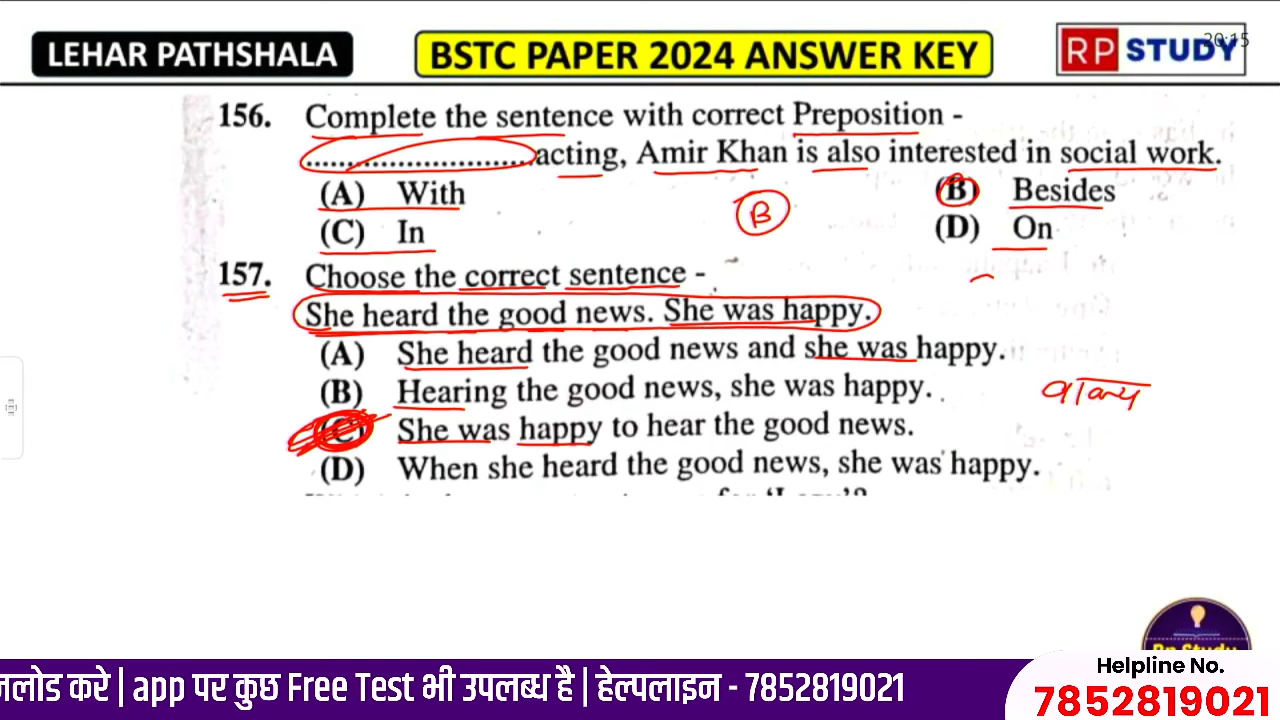 LEHAR PATHSHALA
BSTC PAPER 2024 ANSWER KEY
RP STUDY
20:15
156. Complete the sentence with correct Preposition -
..............................acting, Amir Khan is also interested in social work.
(A) With
(B) Besides
B
(C) In
(D) On
157. Choose the correct sentence -
She heard the good news. She was happy.
(A) She heard the good news and she was happy.
(B) Hearing the good news, she was happy.
(C) She was happy to hear the good news.
(D) When she heard the good news, she was happy.
Helpline No.
7852819021
करे | app पर कुछ Free Test भी उपलब्ध है | हेल्पलाइन - 7852819021